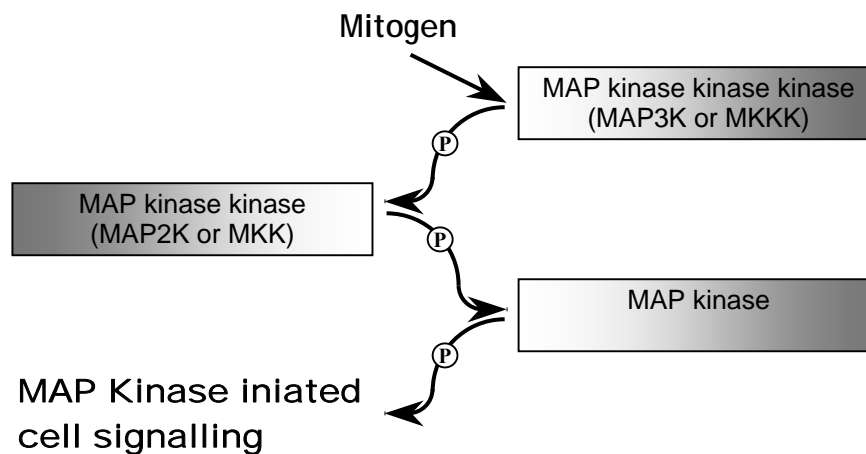 Mitogen
MAP kinase kinase kinase
(MAP3K or MKKK)
P
MAP kinase kinase
(MAP2K or MKK)
P
MAP kinase
P
MAP Kinase iniated
cell signalling